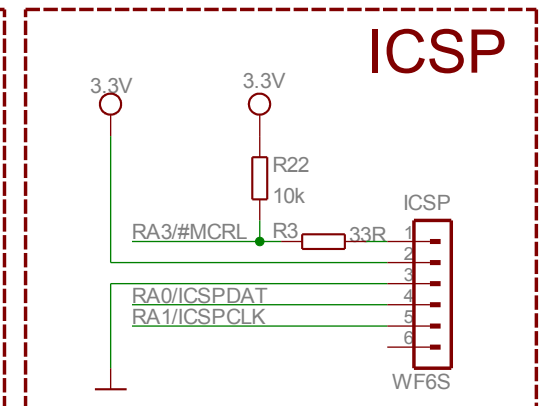 ICSP
3.3V
3.3V
R22
10k
ICSP
RA3/#MCRL
R3
33R
1
2
3
RA0/ICSPDAT
4
RA1/ICSPCLK
5
6
WF6S